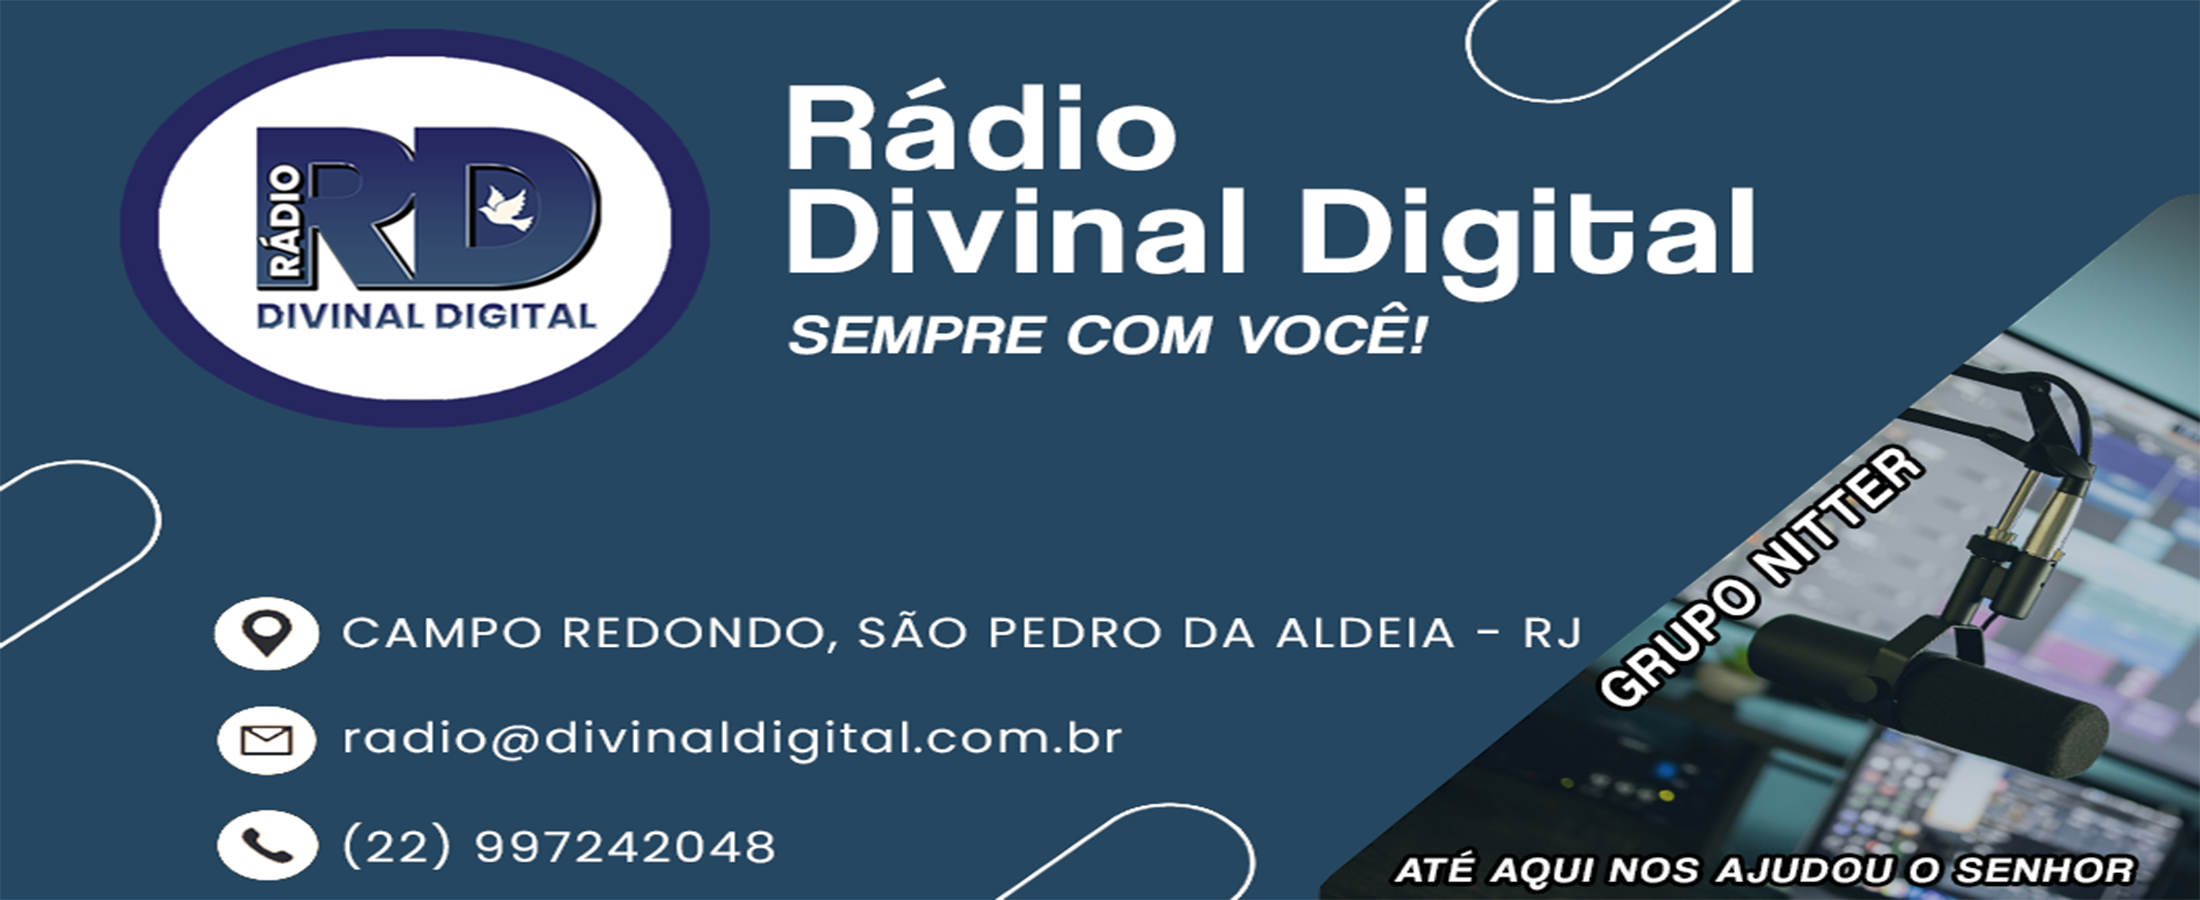 RÁDIO
RD
DIVINAL DIGITAL
Rádio
Divinal Digital
SEMPRE COM VOCÊ!
CAMPO REDONDO, SÃO PEDRO DA ALDEIA - RJ
radio@divinaldigital.com.br
(22) 997242048
GRUPO NITTER
ATÉ AQUI NOS AJUDOU O SENHOR